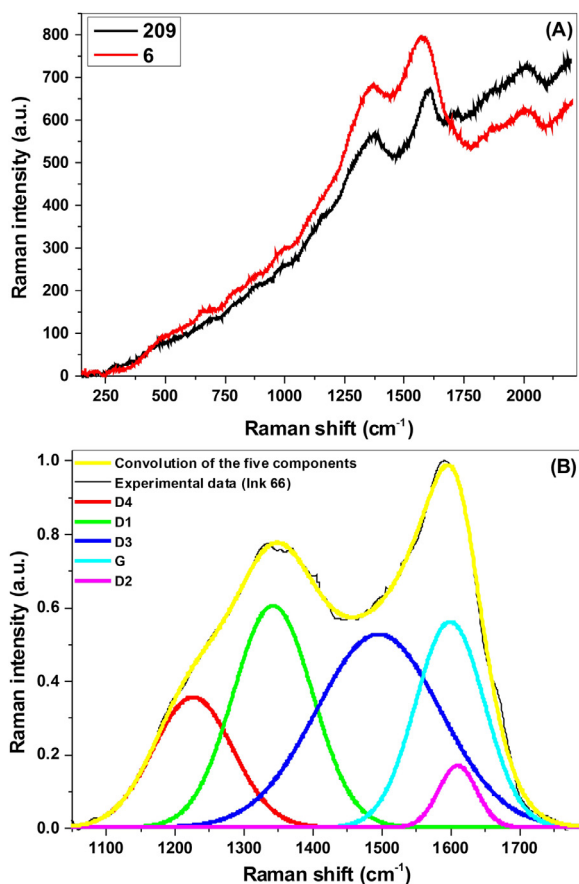 (A)
209
6
800
700
600
500
400
300
200
100
0
Raman intensity (a.u.)
250 500 750 1000 1250 1500 1750 2000
Raman shift (cm⁻¹)
(B)
Convolution of the five components
Experimental data (Ink 66)
D4
D1
D3
G
D2
1.0
0.8
0.6
0.4
0.2
0.0
Raman intensity (a.u.)
1100 1200 1300 1400 1500 1600 1700
Raman shift (cm⁻¹)